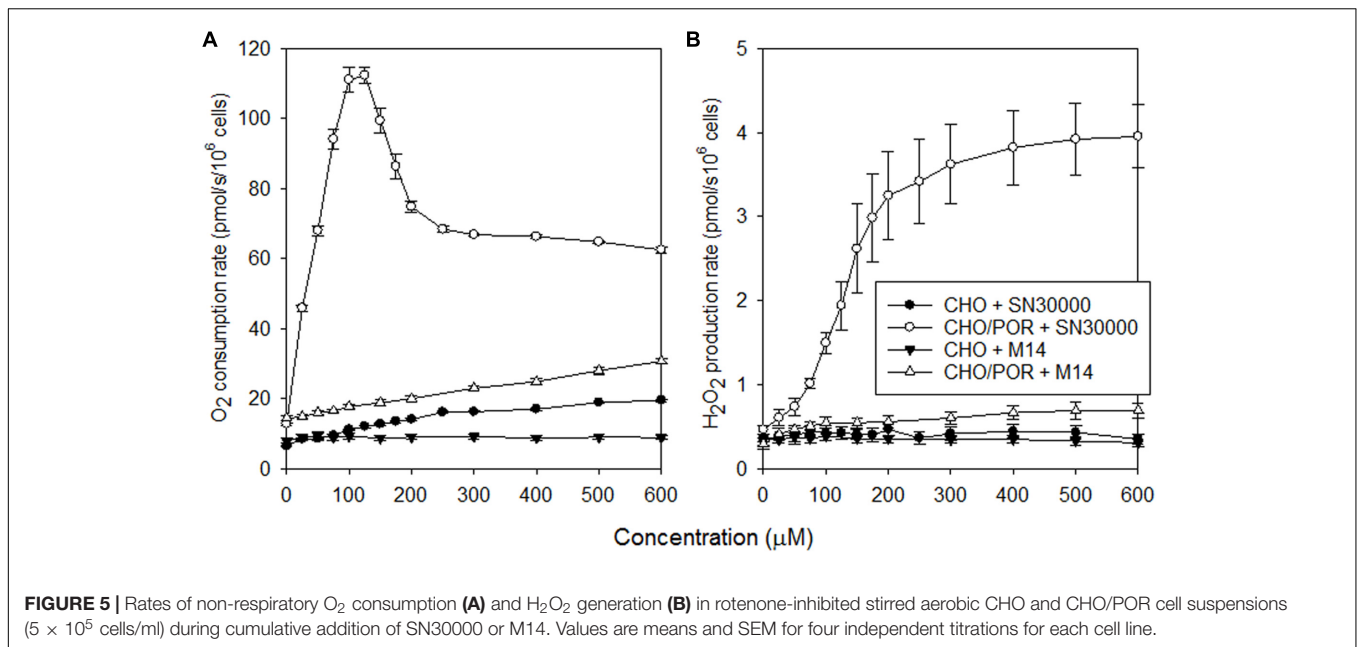 A
B
120
100
80
60
40
20
0
O2 consumption rate (pmol/s/10^6 cells)
0 100 200 300 400 500 600
5
4
3
2
1
0
H2O2 production rate (pmol/s10^6 cells)
CHO + SN30000
CHO/POR + SN30000
CHO + M14
CHO/POR + M14
0 100 200 300 400 500 600
Concentration (μM)
FIGURE 5 | Rates of non-respiratory O2 consumption (A) and H2O2 generation (B) in rotenone-inhibited stirred aerobic CHO and CHO/POR cell suspensions
(5 × 10^5 cells/ml) during cumulative addition of SN30000 or M14. Values are means and SEM for four independent titrations for each cell line.